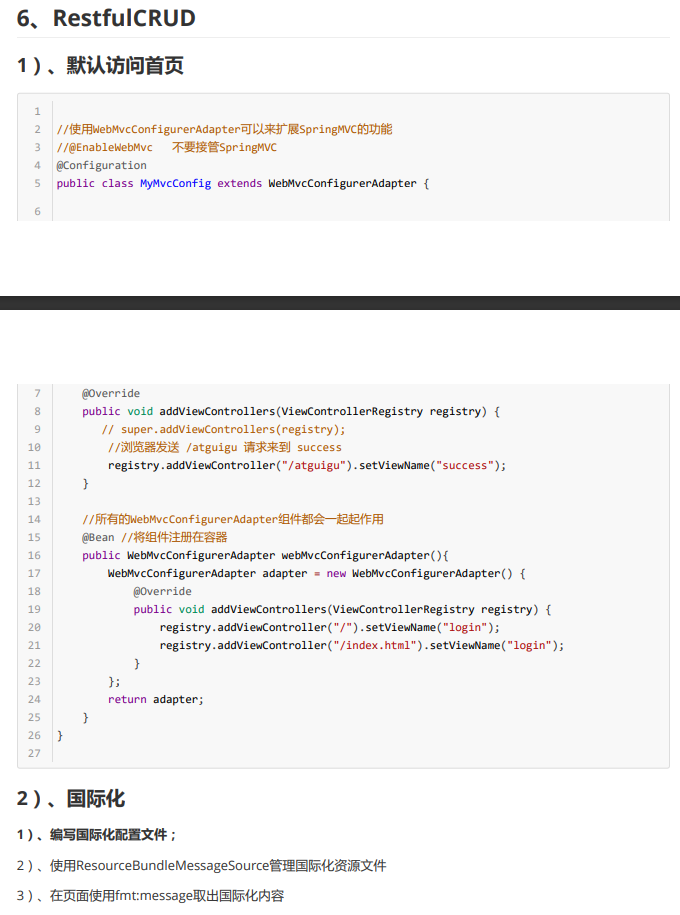 6、RestfulCRUD
1）、默认访问首页
1
2 //使用WebMvcConfigurerAdapter可以来扩展SpringMVC的功能
3 //@EnableWebMvc   不要接管SpringMVC
4 @Configuration
5 public class MyMvcConfig extends WebMvcConfigurerAdapter {
6
7     @Override
8     public void addViewControllers(ViewControllerRegistry registry) {
9        // super.addViewControllers(registry);
10         //浏览器发送 /atguigu 请求来到 success
11         registry.addViewController("/atguigu").setViewName("success");
12     }
13
14     //所有的WebMvcConfigurerAdapter组件都会一起起作用
15     @Bean //将组件注册在容器
16     public WebMvcConfigurerAdapter webMvcConfigurerAdapter(){
17         WebMvcConfigurerAdapter adapter = new WebMvcConfigurerAdapter() {
18             @Override
19             public void addViewControllers(ViewControllerRegistry registry) {
20                 registry.addViewController("/").setViewName("login");
21                 registry.addViewController("/index.html").setViewName("login");
22             }
23         };
24         return adapter;
25     }
26 }
27
2）、国际化
1）、编写国际化配置文件；
2）、使用ResourceBundleMessageSource管理国际化资源文件
3）、在页面使用fmt:message取出国际化内容